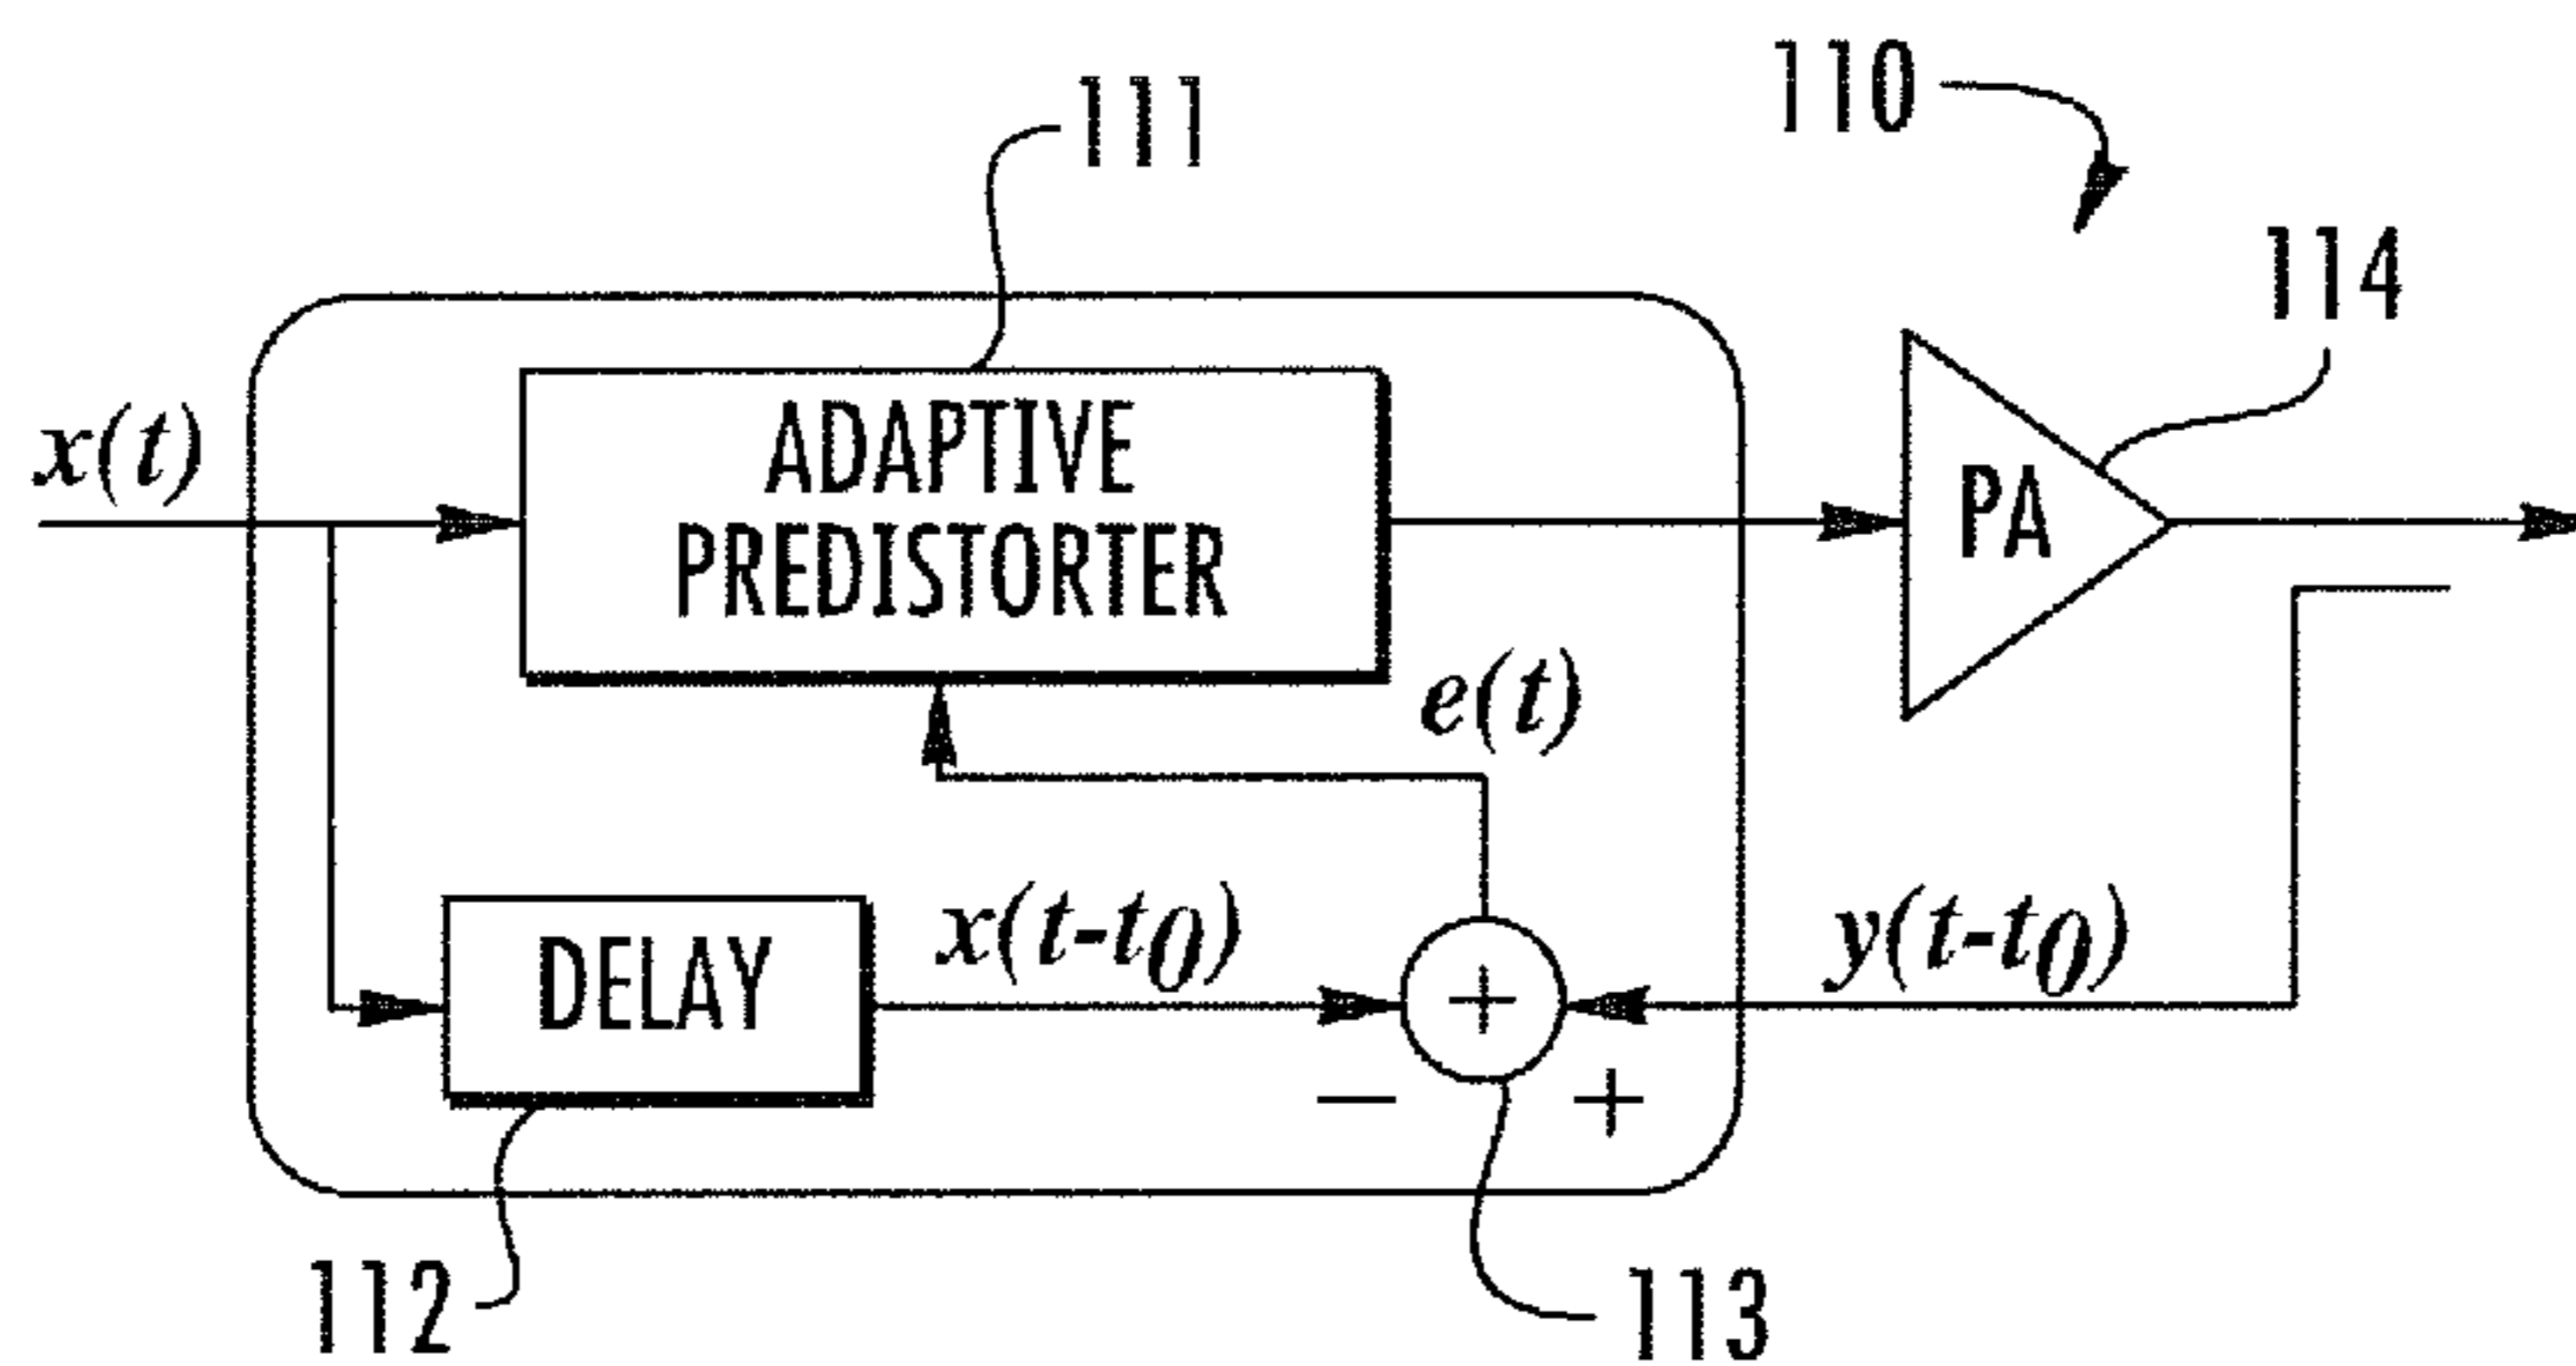 111
110
114
x(t)
ADAPTIVE
PREDISTORTER
PA
e(t)
DELAY
x(t-t0)
+
y(t-t0)
− +
112
113